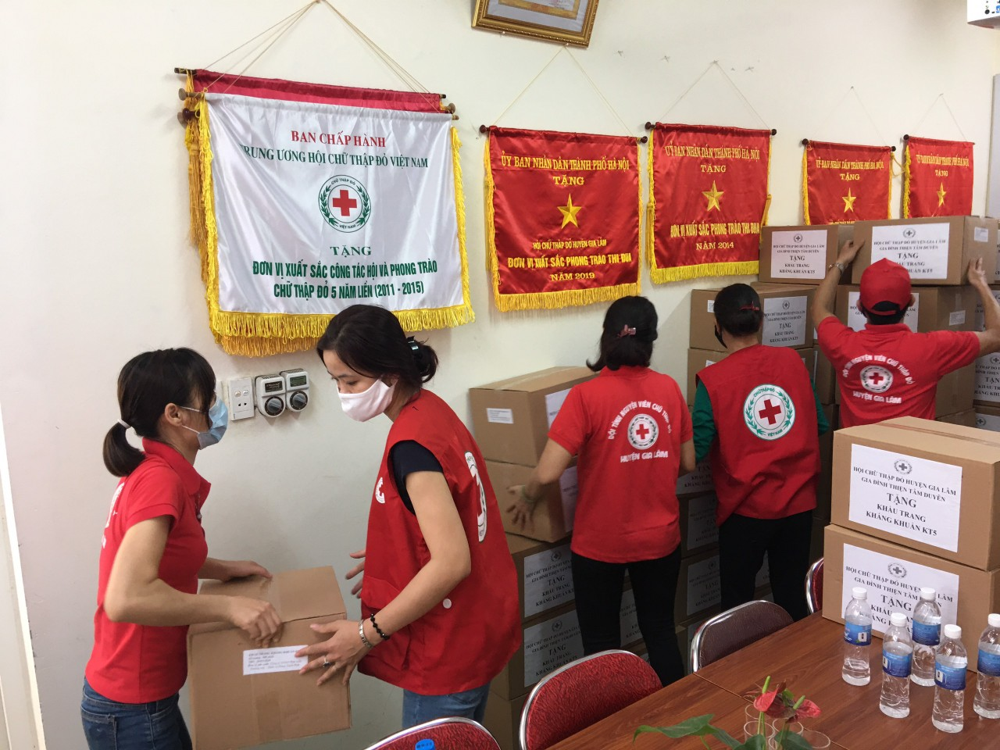 BAN CHẤP HÀNH
TRUNG ƯƠNG HỘI CHỮ THẬP ĐỎ VIỆT NAM
CHỮ THẬP ĐỎ
VIỆT NAM
TẶNG
ĐƠN VỊ XUẤT SẮC CÔNG TÁC HỘI VÀ PHONG TRÀO
CHỮ THẬP ĐỎ 5 NĂM LIỀN (2011 - 2015)
ỦY BAN NHÂN DÂN THÀNH PHỐ HÀ NỘI
TẶNG
HỘI CHỮ THẬP ĐỎ HUYỆN GIA LÂM
ĐƠN VỊ XUẤT SẮC PHONG TRÀO THI ĐUA
NĂM 2019
ỦY BAN NHÂN DÂN THÀNH PHỐ HÀ NỘI
TẶNG
ĐƠN VỊ XUẤT SẮC PHONG TRÀO THI ĐUA
NĂM 2014
ỦY BAN NHÂN DÂN THÀNH PHỐ HÀ NỘI
TẶNG
ỦY BAN NHÂN DÂN THÀNH PHỐ HÀ NỘI
TẶNG
HỘI CHỮ THẬP ĐỎ HUYỆN GIA LÂM
GIA ĐÌNH THIỆN TÂM DUYÊN
TẶNG
KHẨU TRANG
KHÁNG KHUẨN KT5
HỘI CHỮ THẬP ĐỎ HUYỆN GIA LÂM
GIA ĐÌNH THIỆN TÂM DUYÊN
TẶNG
KHẨU TRANG
KHÁNG KHUẨN KT5
ĐỘI TÌNH NGUYỆN VIÊN CHỮ THẬP ĐỎ
HUYỆN GIA LÂM
CHỮ THẬP ĐỎ
VIỆT NAM
ĐỘI TÌNH NGUYỆN VIÊN CHỮ THẬP ĐỎ
HUYỆN GIA LÂM
HỘI CHỮ THẬP ĐỎ HUYỆN GIA LÂM
GIA ĐÌNH THIỆN TÂM DUYÊN
TẶNG
KHẨU TRANG
KHÁNG KHUẨN KT5
HỘI CHỮ THẬP ĐỎ HUYỆN GIA LÂM
GIA ĐÌNH THIỆN TÂM DUYÊN
TẶNG